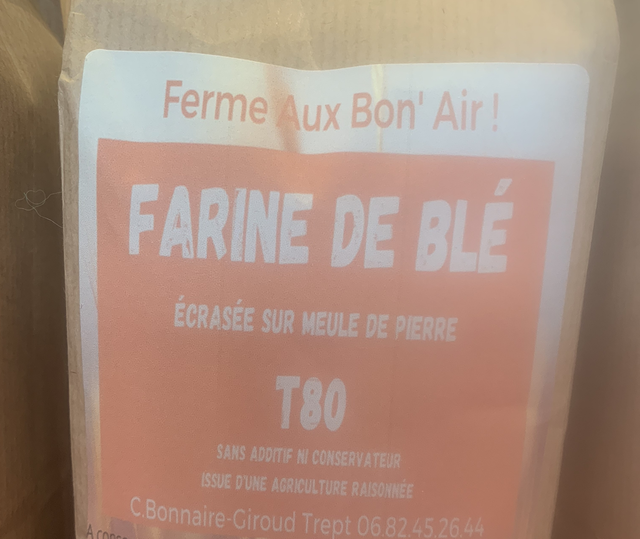 Ferme Aux Bon' Air !
FARINE DE BLÉ
ÉCRASÉE SUR MEULE DE PIERRE
T80
SANS ADDITIF NI CONSERVATEUR
ISSUE D'UNE AGRICULTURE RAISONNÉE
C.Bonnaire-Giroud Trept 06.82.45.26.44
A